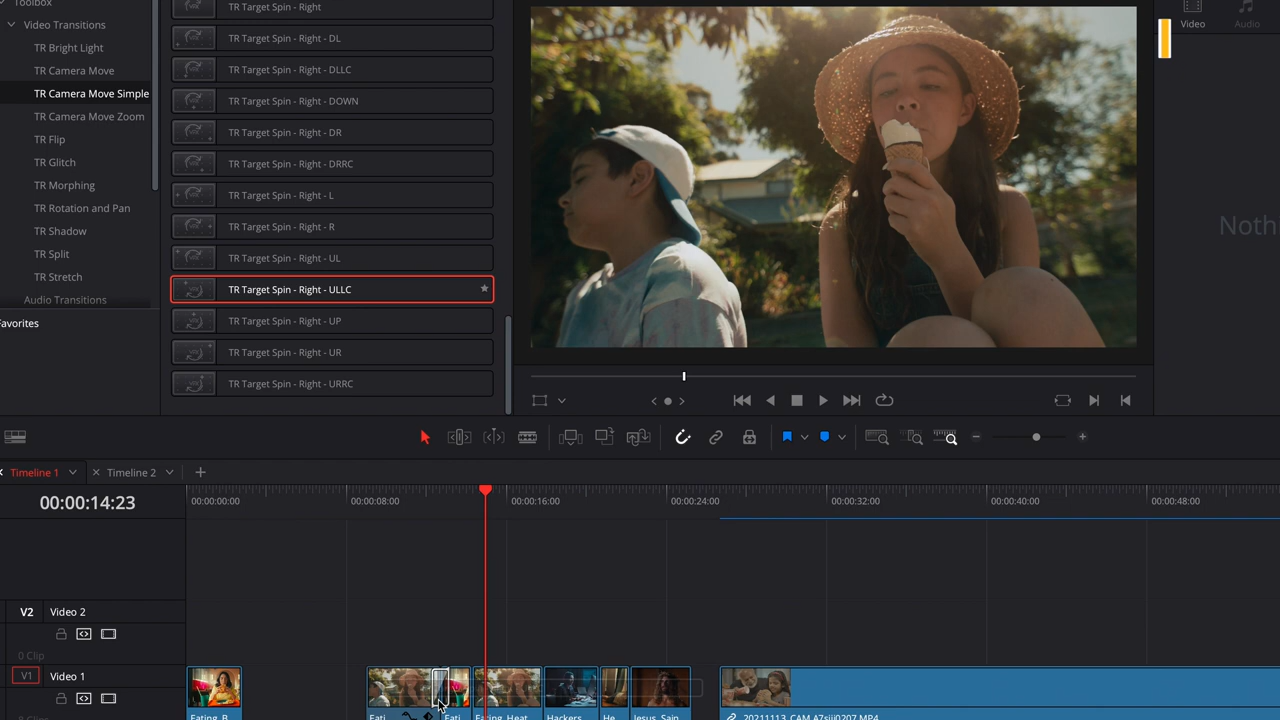 Toolbox
Video Transitions
TR Bright Light
TR Camera Move
TR Camera Move Simple
TR Camera Move Zoom
TR Flip
TR Glitch
TR Morphing
TR Rotation and Pan
TR Shadow
TR Split
TR Stretch
Audio Transitions
Favorites
TR Target Spin - Right
TR Target Spin - Right - DL
TR Target Spin - Right - DLLC
TR Target Spin - Right - DOWN
TR Target Spin - Right - DR
TR Target Spin - Right - DRRC
TR Target Spin - Right - L
TR Target Spin - Right - R
TR Target Spin - Right - UL
TR Target Spin - Right - ULLC
TR Target Spin - Right - UP
TR Target Spin - Right - UR
TR Target Spin - Right - URRC
Video
Audio
Noth
Timeline 1
Timeline 2
00:00:14:23
00:00:00:00
00:00:08:00
00:00:16:00
00:00:24:00
00:00:32:00
00:00:40:00
00:00:48:00
V2 Video 2
0 Clip
V1 Video 1
8 Clips
Eating_B...
Eati...
Eati...
Eating_Heat...
Hackers...
He...
Jesus_Sain...
20211113_CAM A7siii0207.MP4